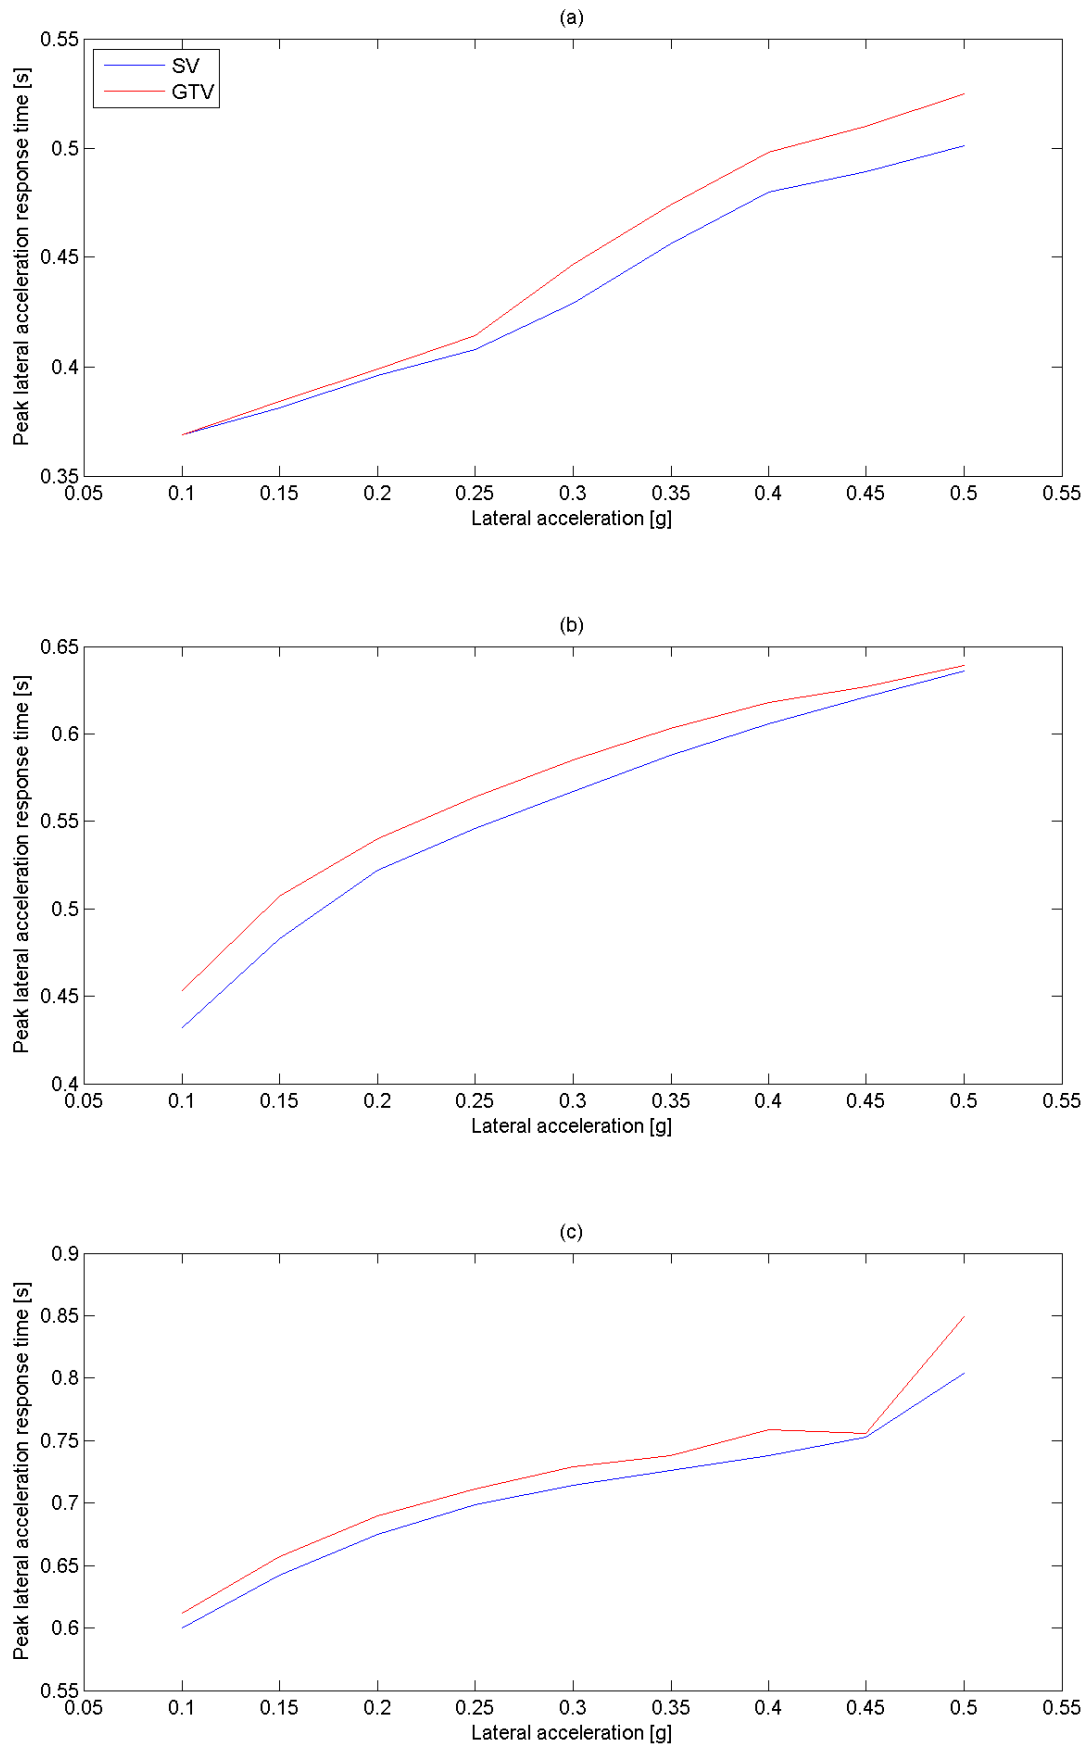 (a)
0.55
0.5
0.45
0.4
0.35
Peak lateral acceleration response time [s]
SV
GTV
0.05 0.1 0.15 0.2 0.25 0.3 0.35 0.4 0.45 0.5 0.55
Lateral acceleration [g]
(b)
0.65
0.6
0.55
0.5
0.45
0.4
Peak lateral acceleration response time [s]
0.05 0.1 0.15 0.2 0.25 0.3 0.35 0.4 0.45 0.5 0.55
Lateral acceleration [g]
(c)
0.9
0.85
0.8
0.75
0.7
0.65
0.6
0.55
Peak lateral acceleration response time [s]
0.05 0.1 0.15 0.2 0.25 0.3 0.35 0.4 0.45 0.5 0.55
Lateral acceleration [g]